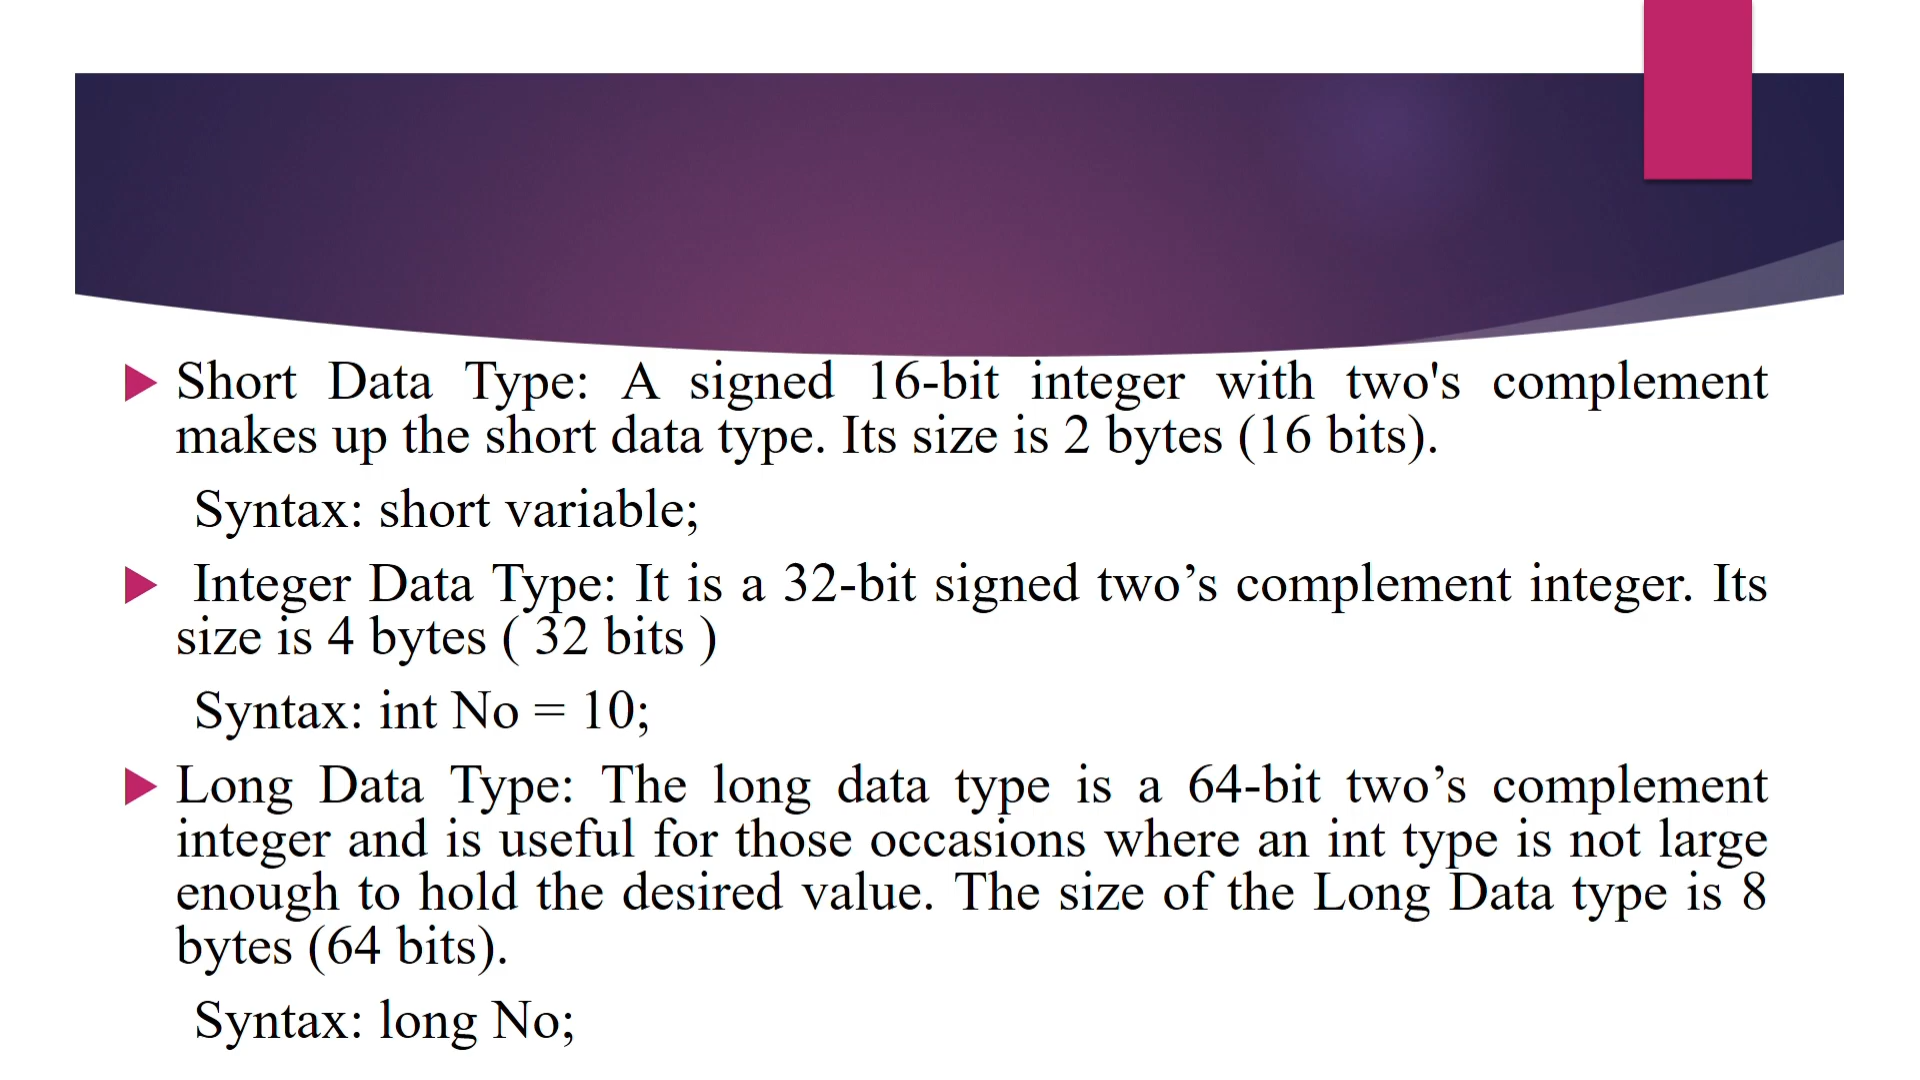 Short Data Type: A signed 16-bit integer with two's complement
makes up the short data type. Its size is 2 bytes (16 bits).
Syntax: short variable;
Integer Data Type: It is a 32-bit signed two’s complement integer. Its
size is 4 bytes ( 32 bits )
Syntax: int No = 10;
Long Data Type: The long data type is a 64-bit two’s complement
integer and is useful for those occasions where an int type is not large
enough to hold the desired value. The size of the Long Data type is 8
bytes (64 bits).
Syntax: long No;